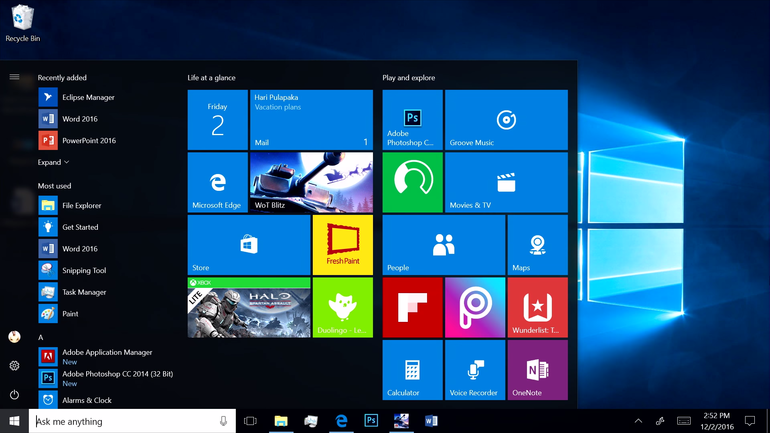 Recycle Bin
Recently added
Eclipse Manager
Word 2016
PowerPoint 2016
Expand
Most used
File Explorer
Get Started
Word 2016
Snipping Tool
Task Manager
Paint
A
Adobe Application Manager
New
Adobe Photoshop CC 2014 (32 Bit)
New
Alarms & Clock
Life at a glance
Friday
2
Hari Pulapaka
Vacation plans
Mail
1
Microsoft Edge
WoT Blitz
Store
Fresh Paint
XBOX
LITE
HALO
SPARTAN ASSAULT
Duolingo - Le...
Play and explore
Ps
Adobe
Photoshop C...
Groove Music
Movies & TV
People
Maps
Wunderlist: T...
Calculator
Voice Recorder
OneNote
Ask me anything
2:52 PM
12/2/2016